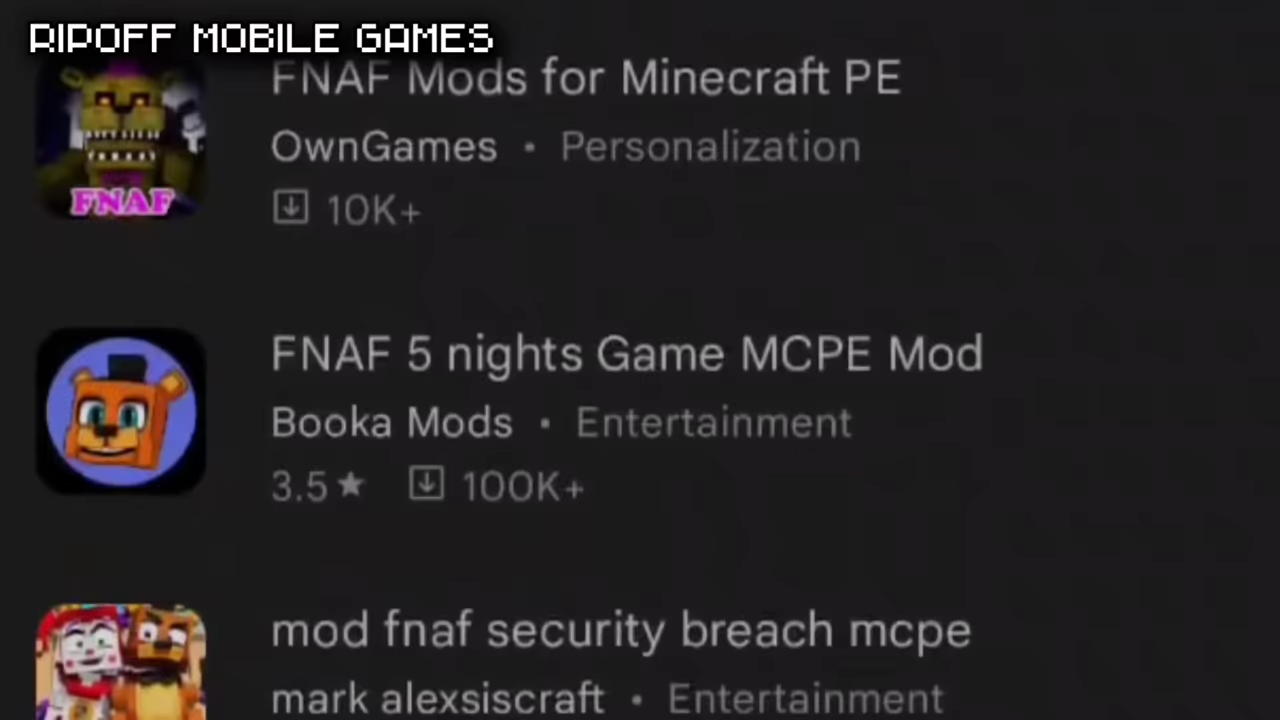 RIPOFF MOBILE GAMES
FNAF Mods for Minecraft PE
OwnGames • Personalization
10K+
FNAF
FNAF 5 nights Game MCPE Mod
Booka Mods • Entertainment
3.5★ 100K+
mod fnaf security breach mcpe
mark alexsiscraft • Entertainment